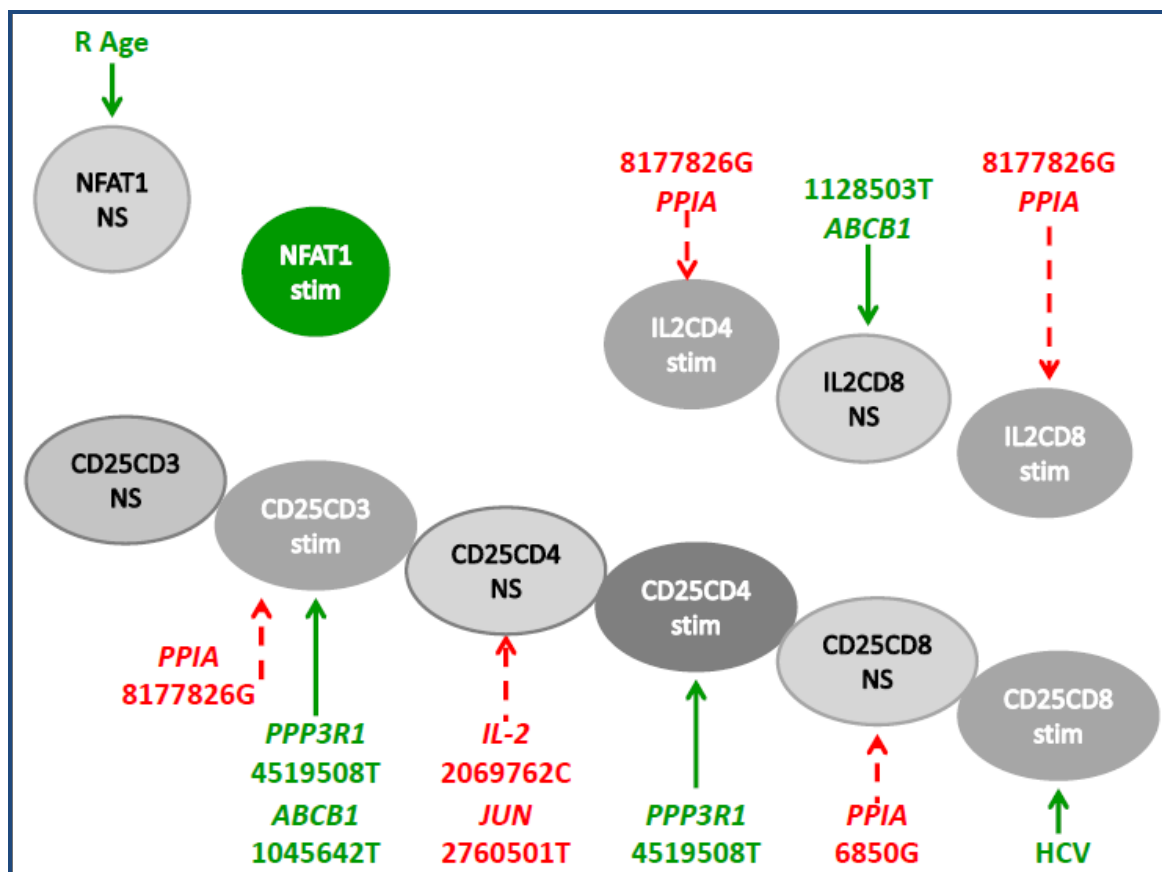 R Age
NFAT1
NS
NFAT1
stim
8177826G
PPIA
IL2CD4
stim
1128503T
ABCB1
IL2CD8
NS
8177826G
PPIA
IL2CD8
stim
CD25CD3
NS
CD25CD3
stim
CD25CD4
NS
CD25CD4
stim
CD25CD8
NS
CD25CD8
stim
PPIA
8177826G
PPP3R1
4519508T
ABCB1
1045642T
IL-2
2069762C
JUN
2760501T
PPP3R1
4519508T
PPIA
6850G
HCV